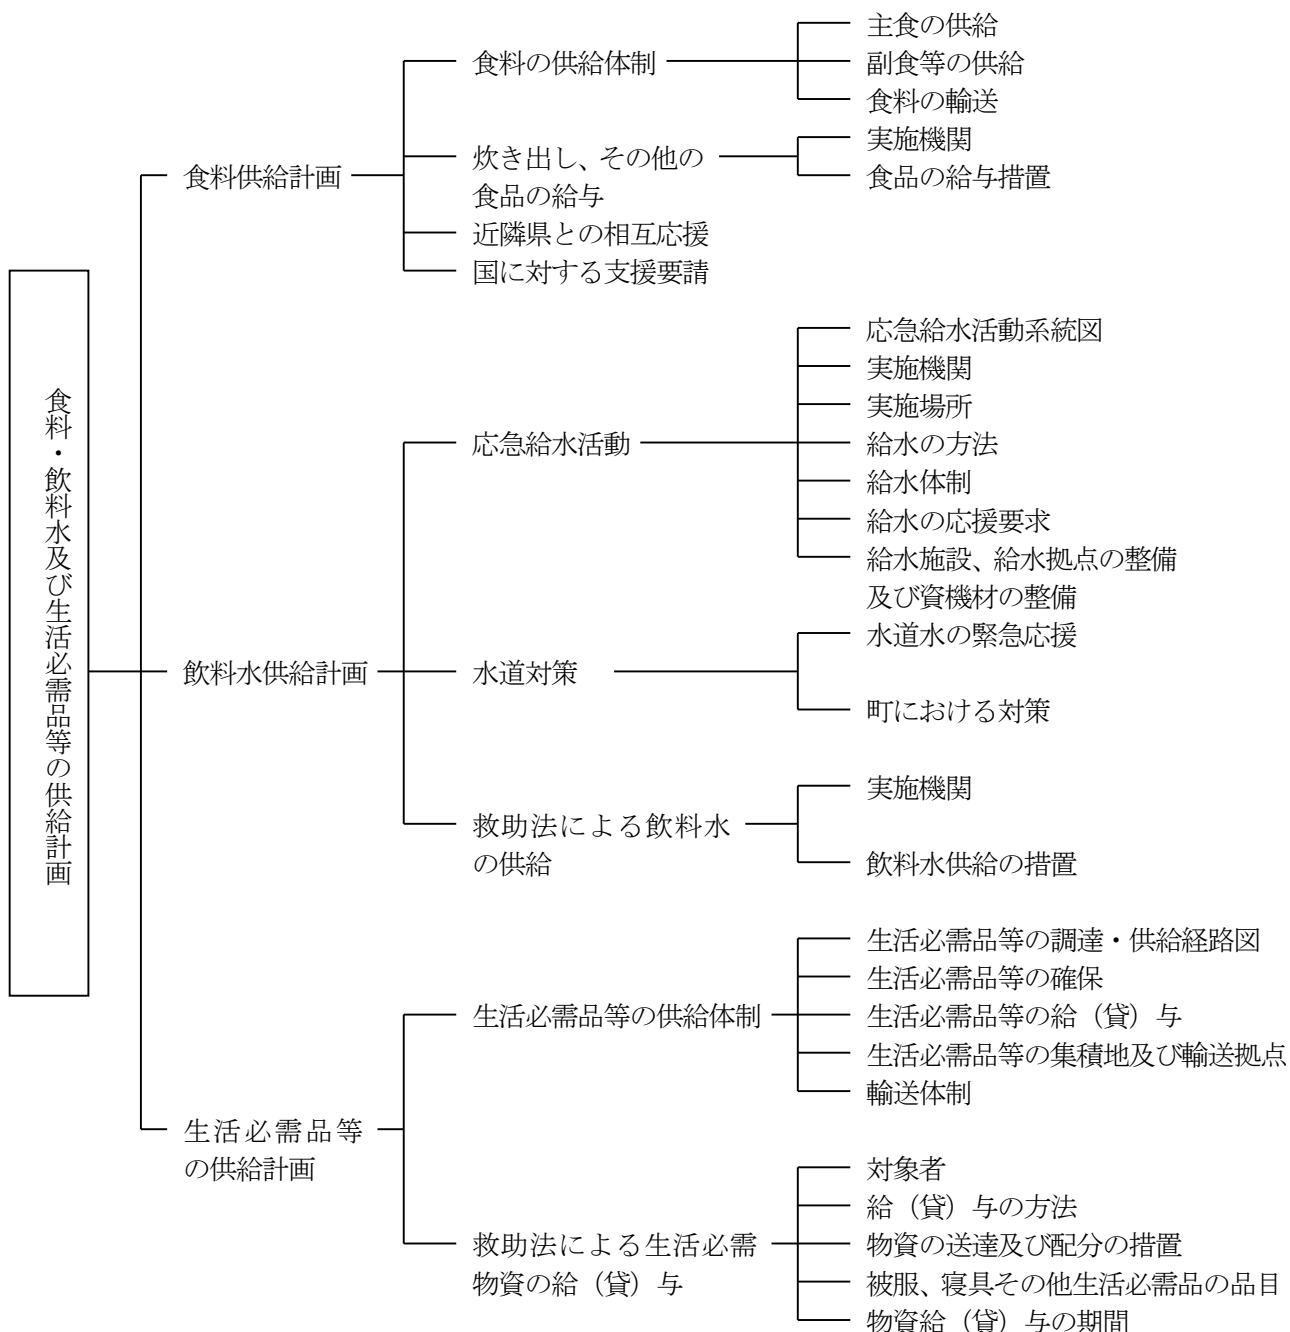 食料・飲料水及び生活必需品等の供給計画
食料供給計画
食料の供給体制
主食の供給
副食等の供給
食料の輸送
炊き出し、その他の
食品の給与
実施機関
食品の給与措置
近隣県との相互応援
国に対する支援要請
飲料水供給計画
応急給水活動
応急給水活動系統図
実施機関
実施場所
給水の方法
給水体制
給水の応援要求
給水施設、給水拠点の整備
及び資機材の整備
水道対策
水道水の緊急応援
町における対策
救助法による飲料水
の供給
実施機関
飲料水供給の措置
生活必需品等
の供給計画
生活必需品等の供給体制
生活必需品等の調達・供給経路図
生活必需品等の確保
生活必需品等の給（貸）与
生活必需品等の集積地及び輸送拠点
輸送体制
救助法による生活必需
物資の給（貸）与
対象者
給（貸）与の方法
物資の送達及び配分の措置
被服、寝具その他生活必需品の品目
物資給（貸）与の期間